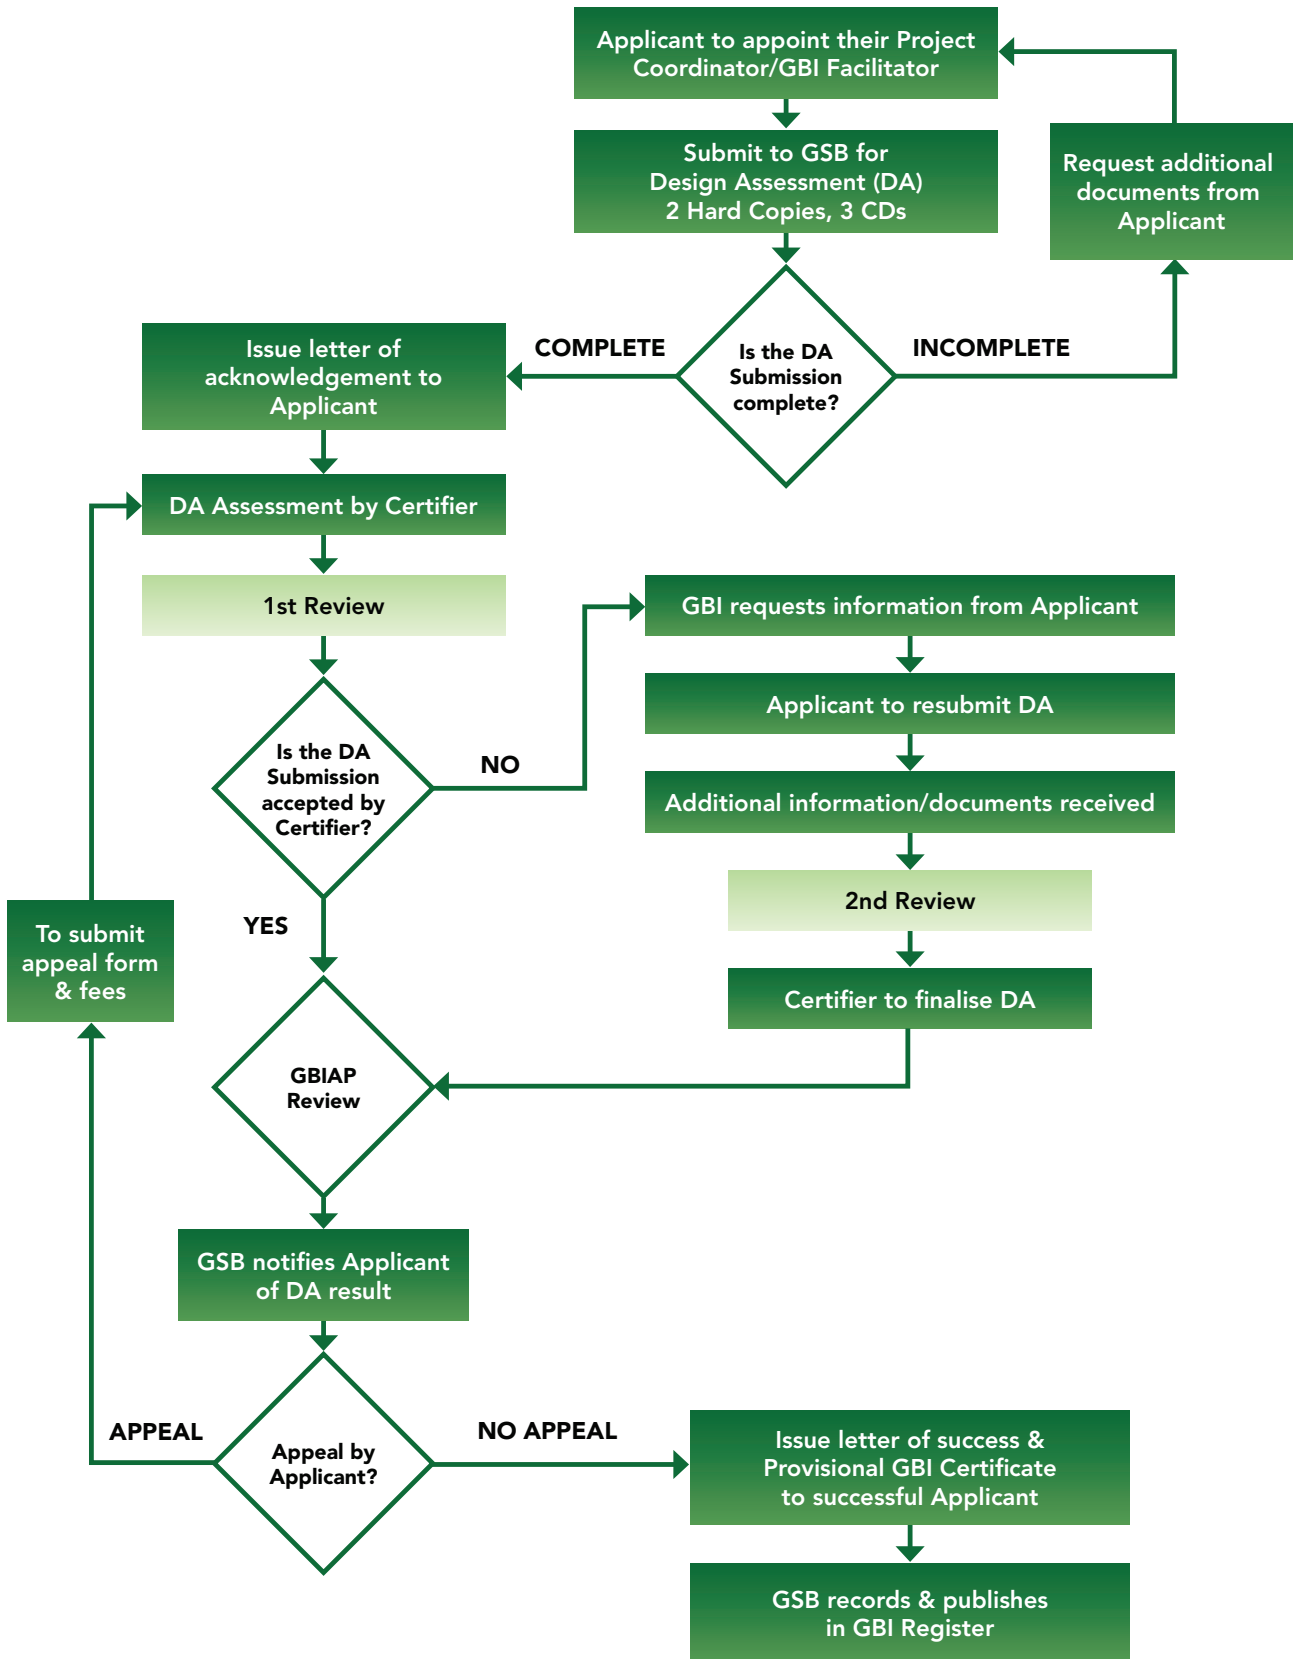 Applicant to appoint their Project
Coordinator/GBI Facilitator
Submit to GSB for
Design Assessment (DA)
2 Hard Copies, 3 CDs
Request additional
documents from
Applicant
Is the DA
Submission
complete?
COMPLETE
INCOMPLETE
Issue letter of
acknowledgement to
Applicant
DA Assessment by Certifier
1st Review
Is the DA
Submission
accepted by
Certifier?
NO
YES
GBI requests information from Applicant
Applicant to resubmit DA
Additional information/documents received
2nd Review
Certifier to finalise DA
To submit
appeal form
& fees
GBIAP
Review
GSB notifies Applicant
of DA result
Appeal by
Applicant?
APPEAL
NO APPEAL
Issue letter of success &
Provisional GBI Certificate
to successful Applicant
GSB records & publishes
in GBI Register